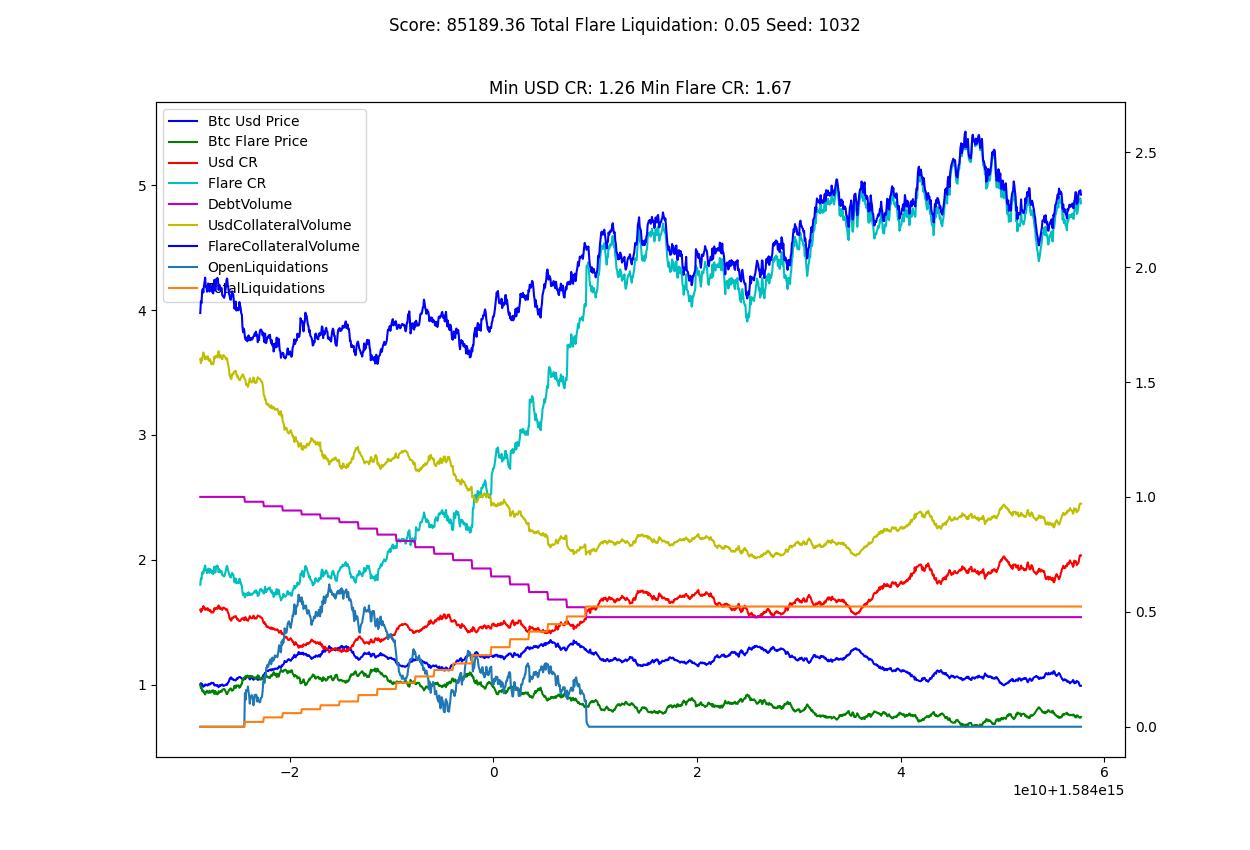 Score: 85189.36 Total Flare Liquidation: 0.05 Seed: 1032
Min USD CR: 1.26 Min Flare CR: 1.67
Btc Usd Price
Btc Flare Price
Usd CR
Flare CR
DebtVolume
UsdCollateralVolume
FlareCollateralVolume
OpenLiquidations
TotalLiquidations
5
4
3
2
1
2.5
2.0
1.5
1.0
0.5
0.0
−2
0
2
4
6
1e10+1.584e15